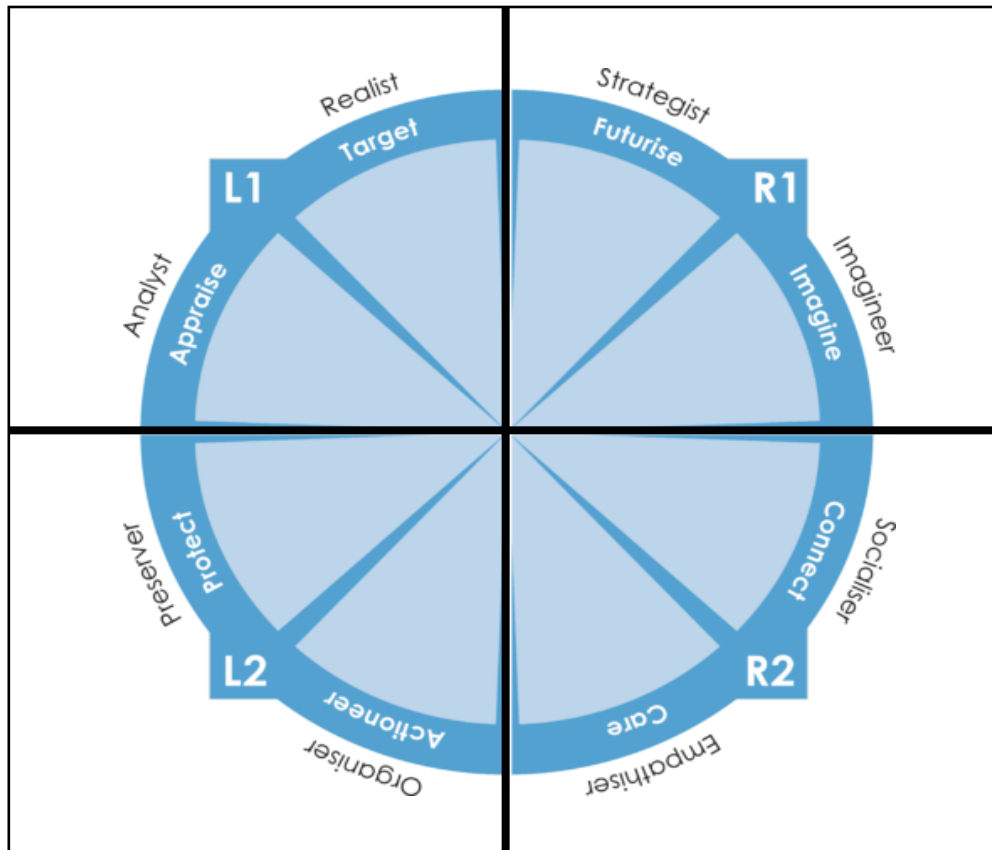 Realist
Target
L1
Analyst
Appraise
Strategist
Futurise
R1
Imagineer
Imagine
Preserver
Protect
L2
Actioneer
Organiser
Socialiser
Connect
R2
Care
Empathiser